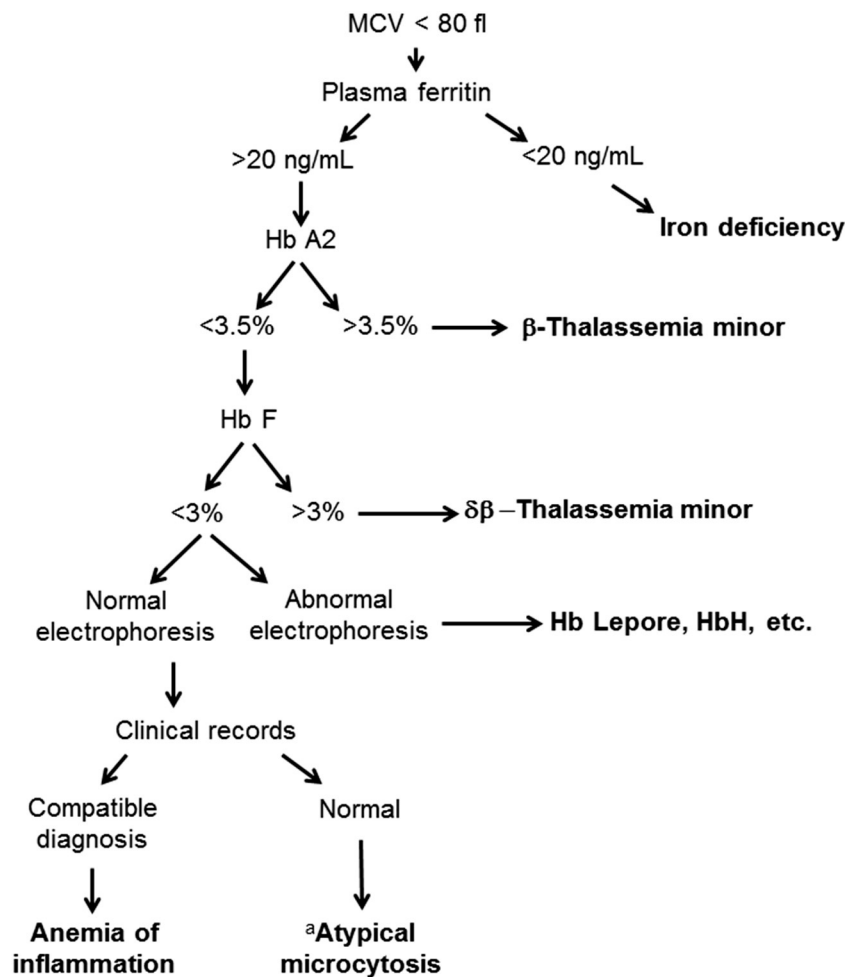 MCV < 80 fl
Plasma ferritin
>20 ng/mL
<20 ng/mL
Iron deficiency
Hb A2
<3.5%
>3.5%
β-Thalassemia minor
Hb F
<3%
>3%
δβ –Thalassemia minor
Normal
electrophoresis
Abnormal
electrophoresis
Hb Lepore, HbH, etc.
Clinical records
Compatible
diagnosis
Normal
Anemia of
inflammation
ᵃAtypical
microcytosis